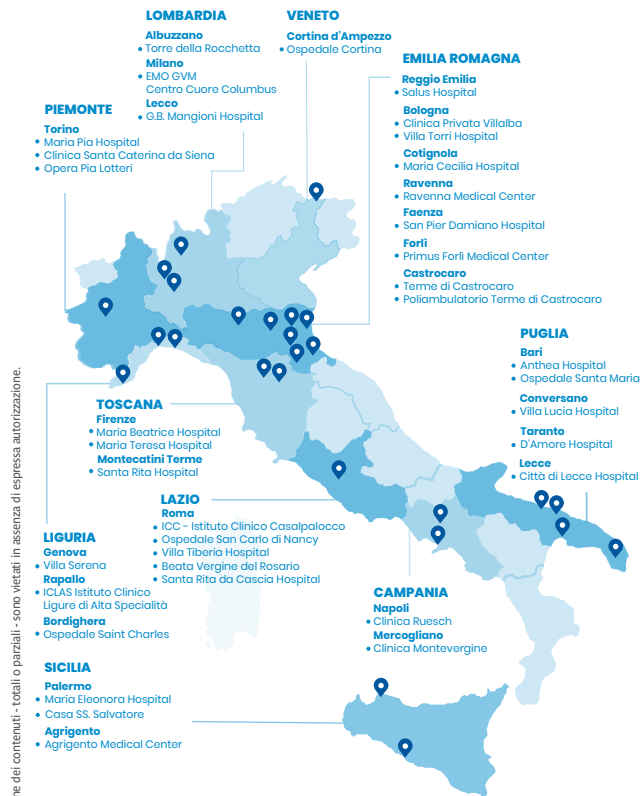 LOMBARDIA
Albuzzano
• Torre della Rocchetta
Milano
• EMO GVM
Centro Cuore Columbus
Lecco
• G.B. Mangioni Hospital
VENETO
Cortina d'Ampezzo
• Ospedale Cortina
EMILIA ROMAGNA
Reggio Emilia
• Salus Hospital
Bologna
• Clinica Privata Villalba
• Villa Torri Hospital
Cotignola
• Maria Cecilia Hospital
Ravenna
• Ravenna Medical Center
Faenza
• San Pier Damiano Hospital
Forlì
• Primus Forlì Medical Center
Castrocaro
• Terme di Castrocaro
• Poliambulatorio Terme di Castrocaro
PIEMONTE
Torino
• Maria Pia Hospital
• Clinica Santa Caterina da Siena
• Opera Pia Lotteri
PUGLIA
Bari
• Anthea Hospital
• Ospedale Santa Maria
Conversano
• Villa Lucia Hospital
Taranto
• D'Amore Hospital
Lecce
• Città di Lecce Hospital
TOSCANA
Firenze
• Maria Beatrice Hospital
• Maria Teresa Hospital
Montecatini Terme
• Santa Rita Hospital
LAZIO
Roma
• ICC - Istituto Clinico Casalpalocco
• Ospedale San Carlo di Nancy
• Villa Tiberia Hospital
• Beata Vergine del Rosario
• Santa Rita da Cascia Hospital
LIGURIA
Genova
• Villa Serena
Rapallo
• ICLAS Istituto Clinico
Ligure di Alta Specialità
Bordighera
• Ospedale Saint Charles
CAMPANIA
Napoli
• Clinica Ruesch
Mercogliano
• Clinica Montevergine
SICILIA
Palermo
• Maria Eleonora Hospital
• Casa SS. Salvatore
Agrigento
• Agrigento Medical Center
ne dei contenuti - totali o parziali - sono vietati in assenza di espressa autorizzazione.